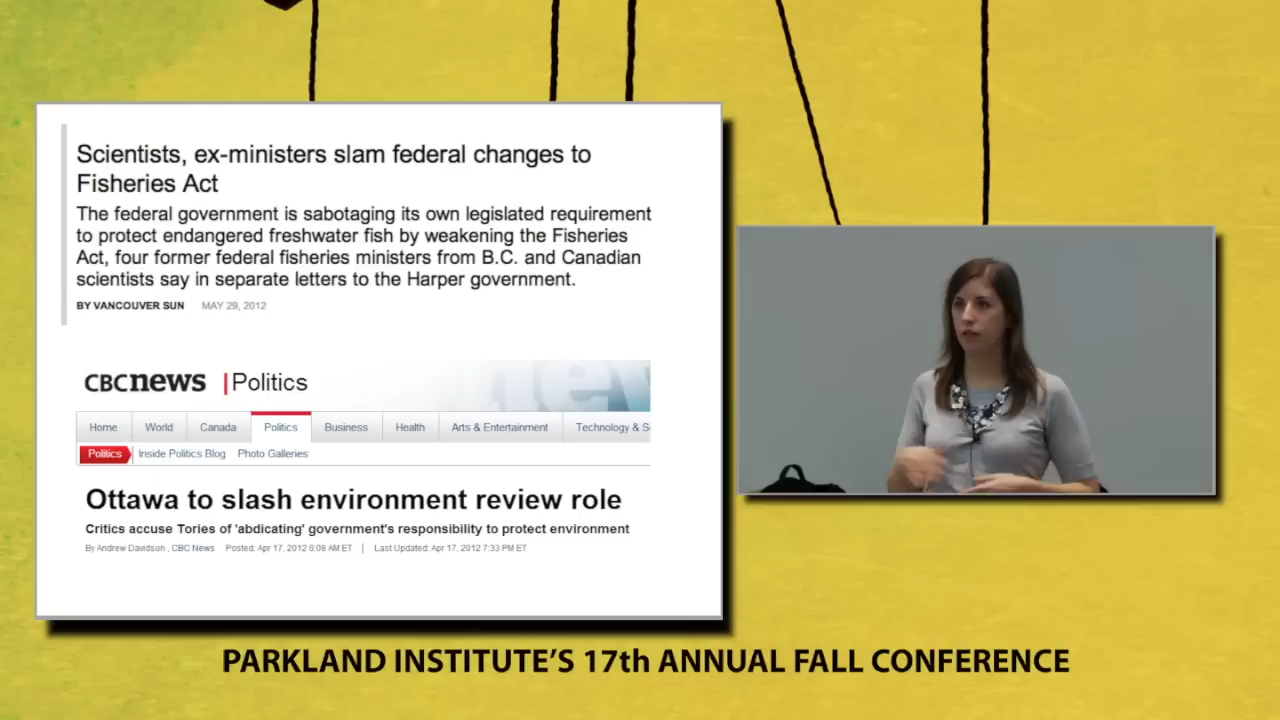 Scientists, ex-ministers slam federal changes to
Fisheries Act
The federal government is sabotaging its own legislated requirement
to protect endangered freshwater fish by weakening the Fisheries
Act, four former federal fisheries ministers from B.C. and Canadian
scientists say in separate letters to the Harper government.
BY VANCOUVER SUN MAY 29, 2012
CBCnews | Politics
Home World Canada Politics Business Health Arts & Entertainment Technology & S
Politics Inside Politics Blog Photo Galleries
Ottawa to slash environment review role
Critics accuse Tories of 'abdicating' government's responsibility to protect environment
By Andrew Davidson , CBC News Posted: Apr 17, 2012 6:08 AM ET | Last Updated: Apr 17, 2012 7:33 PM ET
PARKLAND INSTITUTE'S 17th ANNUAL FALL CONFERENCE